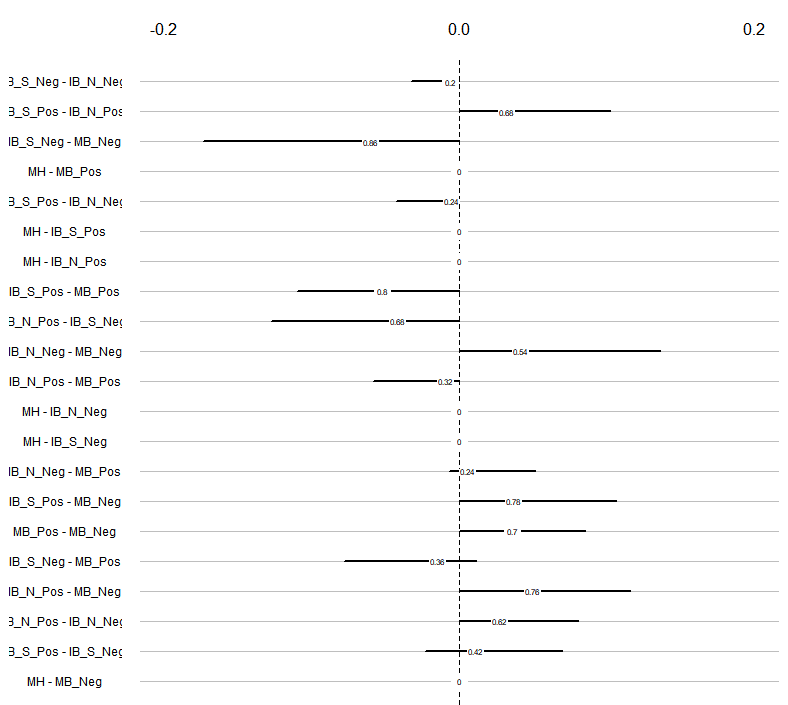 -0.2 0.0 0.2
B_S_Neg - IB_N_Neg 0.2
B_S_Pos - IB_N_Pos 0.68
IB_S_Neg - MB_Neg 0.86
MH - MB_Pos 0
B_S_Pos - IB_N_Neg 0.24
MH - IB_S_Pos 0
MH - IB_N_Pos 0
IB_S_Pos - MB_Pos 0.8
B_N_Pos - IB_S_Neg 0.68
IB_N_Neg - MB_Neg 0.54
IB_N_Pos - MB_Pos 0.32
MH - IB_N_Neg 0
MH - IB_S_Neg 0
IB_N_Neg - MB_Pos 0.24
IB_S_Pos - MB_Neg 0.78
MB_Pos - MB_Neg 0.7
IB_S_Neg - MB_Pos 0.36
IB_N_Pos - MB_Neg 0.76
B_N_Pos - IB_N_Neg 0.62
B_S_Pos - IB_S_Neg 0.42
MH - MB_Neg 0